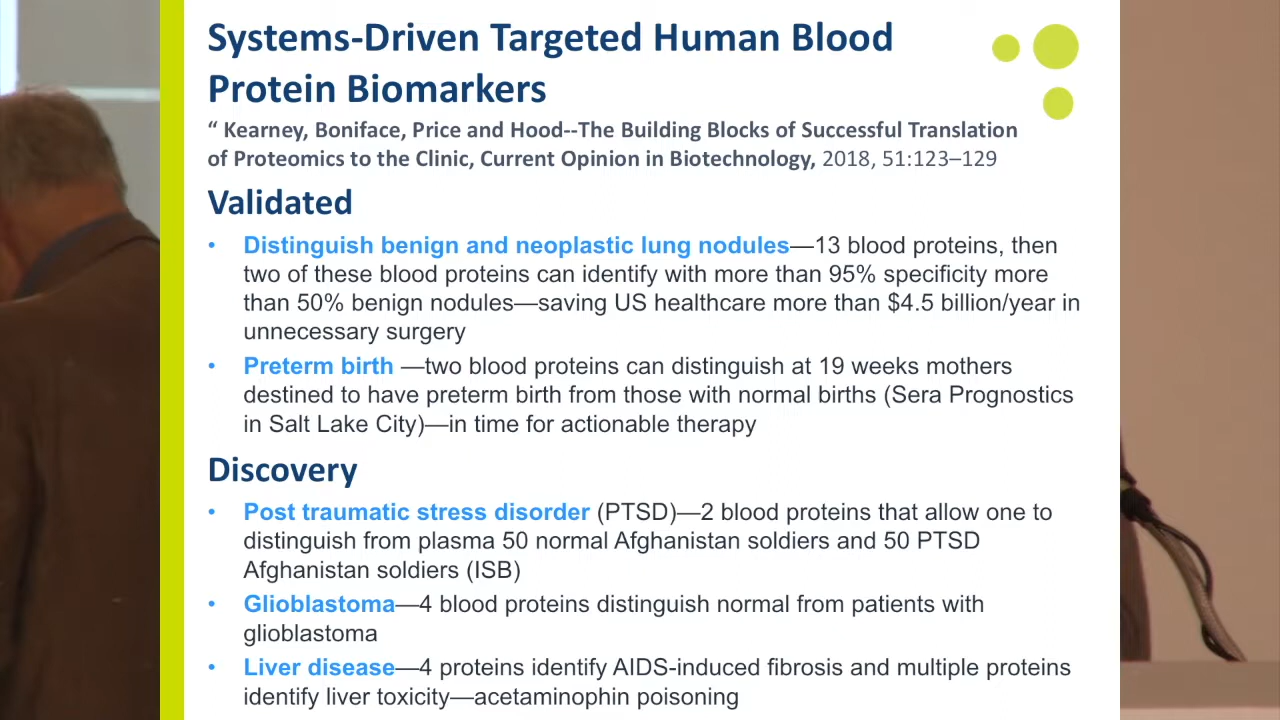 Systems-Driven Targeted Human Blood
Protein Biomarkers
“ Kearney, Boniface, Price and Hood--The Building Blocks of Successful Translation
of Proteomics to the Clinic, Current Opinion in Biotechnology, 2018, 51:123–129
Validated
• Distinguish benign and neoplastic lung nodules—13 blood proteins, then
two of these blood proteins can identify with more than 95% specificity more
than 50% benign nodules—saving US healthcare more than $4.5 billion/year in
unnecessary surgery
• Preterm birth —two blood proteins can distinguish at 19 weeks mothers
destined to have preterm birth from those with normal births (Sera Prognostics
in Salt Lake City)—in time for actionable therapy
Discovery
• Post traumatic stress disorder (PTSD)—2 blood proteins that allow one to
distinguish from plasma 50 normal Afghanistan soldiers and 50 PTSD
Afghanistan soldiers (ISB)
• Glioblastoma—4 blood proteins distinguish normal from patients with
glioblastoma
• Liver disease—4 proteins identify AIDS-induced fibrosis and multiple proteins
identify liver toxicity—acetaminophin poisoning